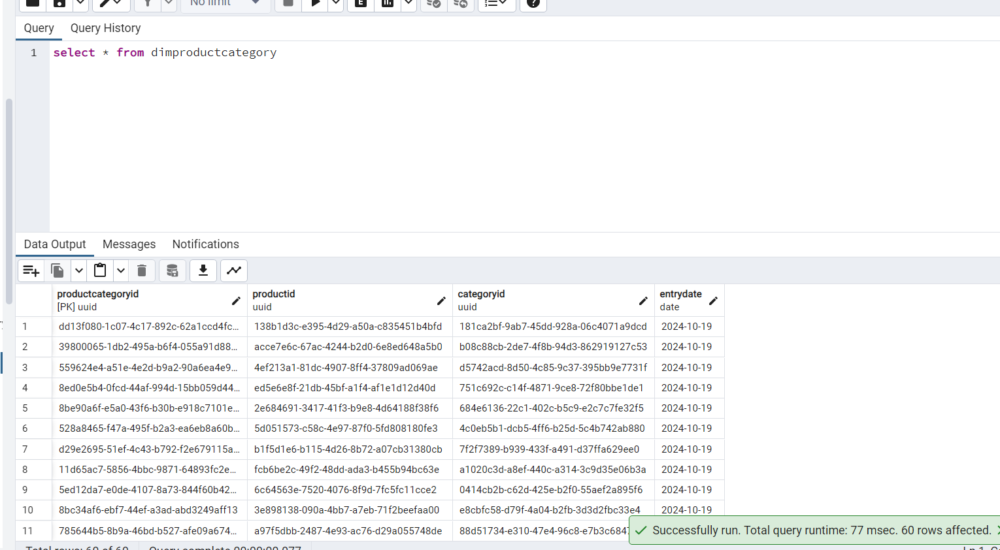 No limit
Query Query History
1 select * from dimproductcategory
Data Output Messages Notifications
productcategoryid productid categoryid entrydate
[PK] uuid uuid uuid date
1 dd13f080-1c07-4c17-892c-62a1ccd4fc... 138b1d3c-e395-4d29-a50a-c835451b4bfd 181ca2bf-9ab7-45dd-928a-06c4071a9dcd 2024-10-19
2 39800065-1db2-495a-b6f4-055a91d88... acce7e6c-67ac-4244-b2d0-6e8ed648a5b0 b08c88cb-2de7-4f8b-94d3-862919127c53 2024-10-19
3 559624e4-a51e-4e2d-b9a2-90a6ea4e9... 4ef213a1-81dc-4907-8ff4-37809ad069ae d5742acd-8d50-4c85-9c37-395bb9e7731f 2024-10-19
4 8ed0e5b4-0fcd-44af-994d-15bb059d44... ed5e6e8f-21db-45bf-a1f4-af1e1d12d40d 751c692c-c14f-4871-9ce8-72f80bbe1de1 2024-10-19
5 8be90a6f-e5a0-43f6-b30b-e918c7101e... 2e684691-3417-41f3-b9e8-4d64188f38f6 684e6136-22c1-402c-b5c9-e2c7c7fe32f5 2024-10-19
6 528a8465-f47a-495f-b2a3-ea6eb8a60b... 5d051573-c58c-4e97-87f0-5fd808180fe3 4c0eb5b1-dcb5-4ff6-b25d-5c4b742ab880 2024-10-19
7 d29e2695-51ef-4c43-b792-f2e679115a... b1f5d1e6-b115-4d26-8b72-a07cb31380cb 7f2f7389-b939-433f-a491-d37ffa629ee0 2024-10-19
8 11d65ac7-5856-4bbc-9871-64893fc2e... fcb6be2c-49f2-48dd-ada3-b455b94bc63e a1020c3d-a8ef-440c-a314-3c9d35e06b3a 2024-10-19
9 5ed12da7-e0de-4107-8a73-844f60b42... 6c64563e-7520-4076-8f9d-7fc5fc11cce2 0414cb2b-c62d-425e-b2f0-55aef2a895f6 2024-10-19
10 8bc34af6-ebf7-44ef-a3ad-abd3249aff13 3e898138-090a-4bb7-a7eb-71f2beefaa00 e8cbfc58-d79f-4a04-b2fb-3d3d2fbc33e4 2024-10-19
11 785644b5-8b9a-46bd-b527-afe09a674... a97f5dbb-2487-4e93-ac76-d29a055748de 88d51734-e310-47e4-96c8-e7b3c684
Successfully run. Total query runtime: 77 msec. 60 rows affected.
Total rows: 60 of 60 Query complete 00:00:00.077